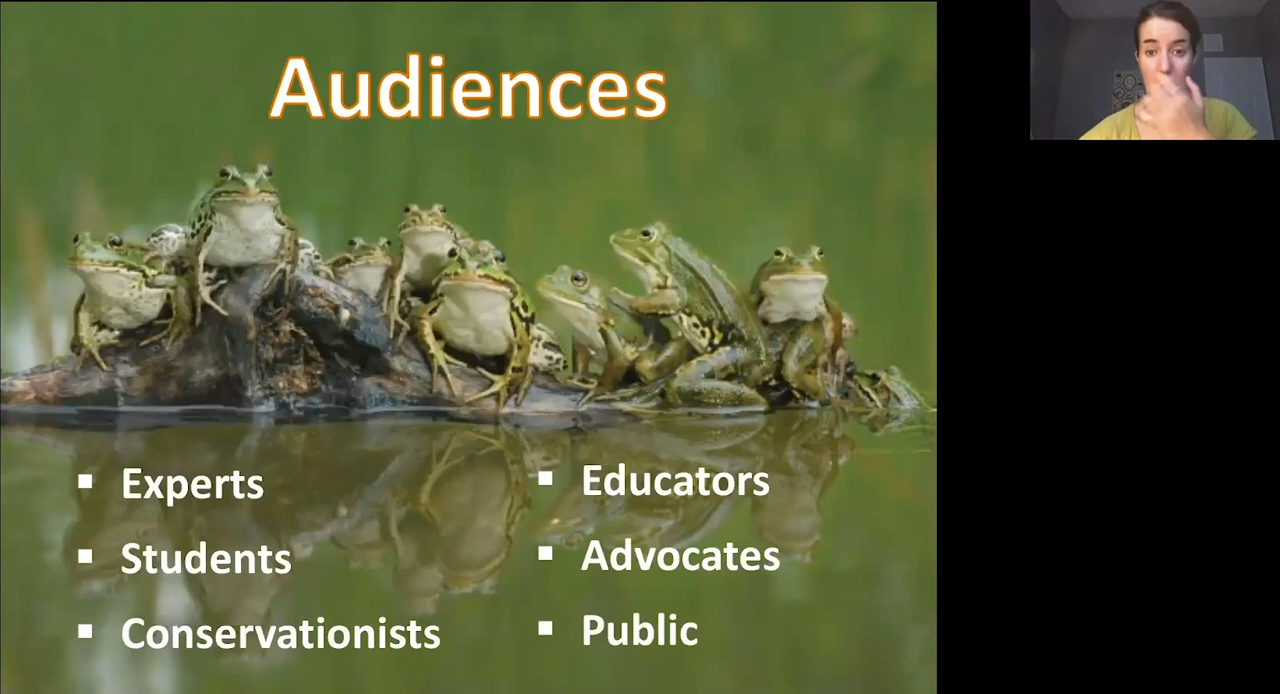 Audiences
Experts
Students
Conservationists
Educators
Advocates
Public